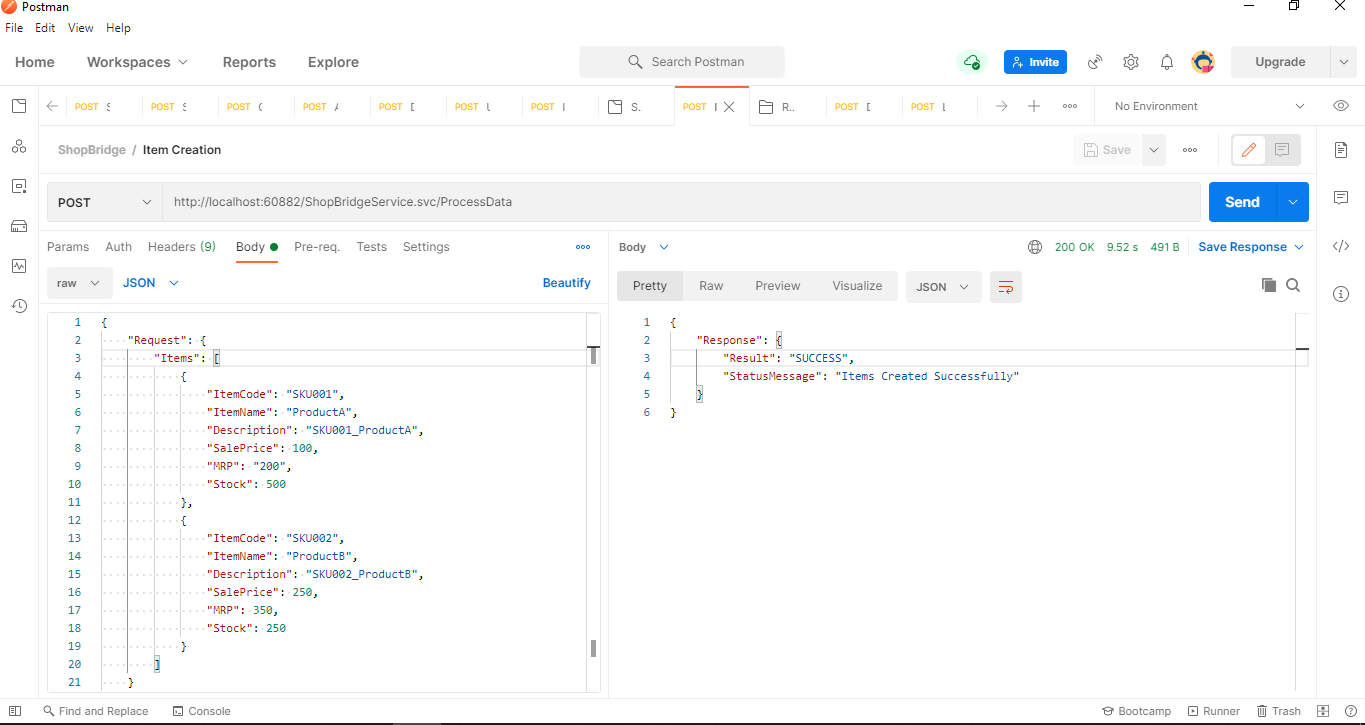 Postman
File Edit View Help
Home Workspaces Reports Explore Search Postman Invite Upgrade
POST POST POST POST POST POST POST S.. POST R.. POST POST No Environment
ShopBridge / Item Creation Save
POST http://localhost:60882/ShopBridgeService.svc/ProcessData Send
Params Auth Headers (9) Body Pre-req. Tests Settings
Body 200 OK 9.52 s 491 B Save Response
raw JSON Beautify
Pretty Raw Preview Visualize JSON
1 {
2 "Request": {
3 "Items": [
4 {
5 "ItemCode": "SKU001",
6 "ItemName": "ProductA",
7 "Description": "SKU001_ProductA",
8 "SalePrice": 100,
9 "MRP": "200",
10 "Stock": 500
11 },
12 {
13 "ItemCode": "SKU002",
14 "ItemName": "ProductB",
15 "Description": "SKU002_ProductB",
16 "SalePrice": 250,
17 "MRP": 350,
18 "Stock": 250
19 }
20 ]
21 }
1 {
2 "Response": {
3 "Result": "SUCCESS",
4 "StatusMessage": "Items Created Successfully"
5 }
6 }
Find and Replace Console Bootcamp Runner Trash